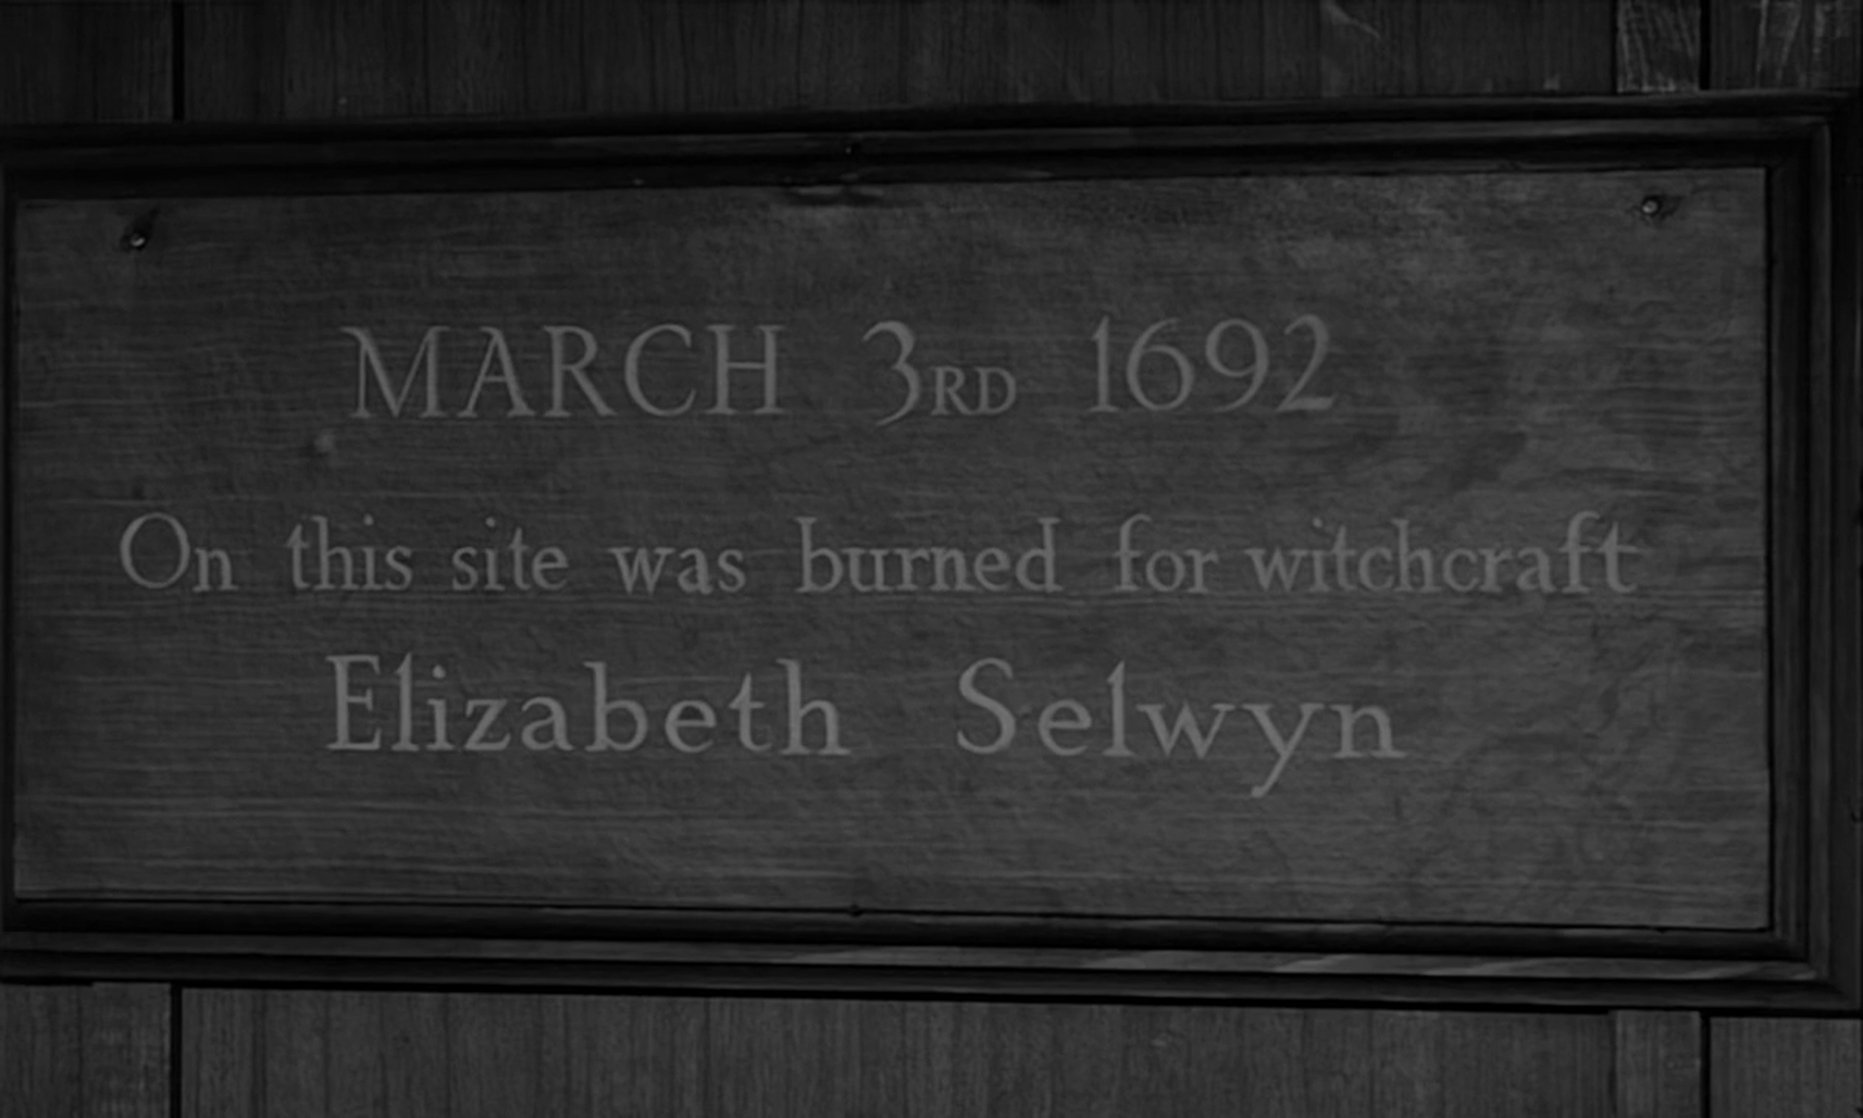 MARCH 3RD 1692
On this site was burned for witchcraft
Elizabeth Selwyn